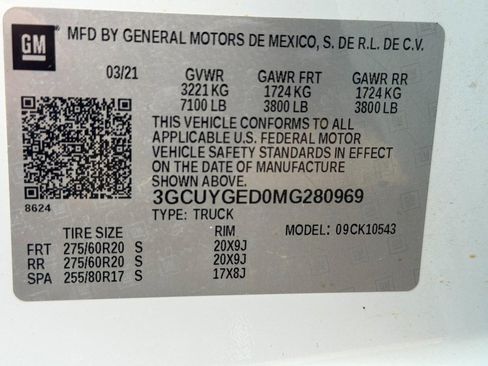 GM MFD BY GENERAL MOTORS DE MEXICO, S. DE R.L. DE C.V.
03/21 GVWR GAWR FRT GAWR RR
3221 KG 1724 KG 1724 KG
7100 LB 3800 LB 3800 LB
THIS VEHICLE CONFORMS TO ALL
APPLICABLE U.S. FEDERAL MOTOR
VEHICLE SAFETY STANDARDS IN EFFECT
ON THE DATE OF MANUFACTURE
SHOWN ABOVE.
8624 3GCUYGED0MG280969
TYPE: TRUCK
TIRE SIZE RIM MODEL: 09CK10543
FRT 275/60R20 S 20X9J
RR 275/60R20 S 20X9J
SPA 255/80R17 S 17X8J